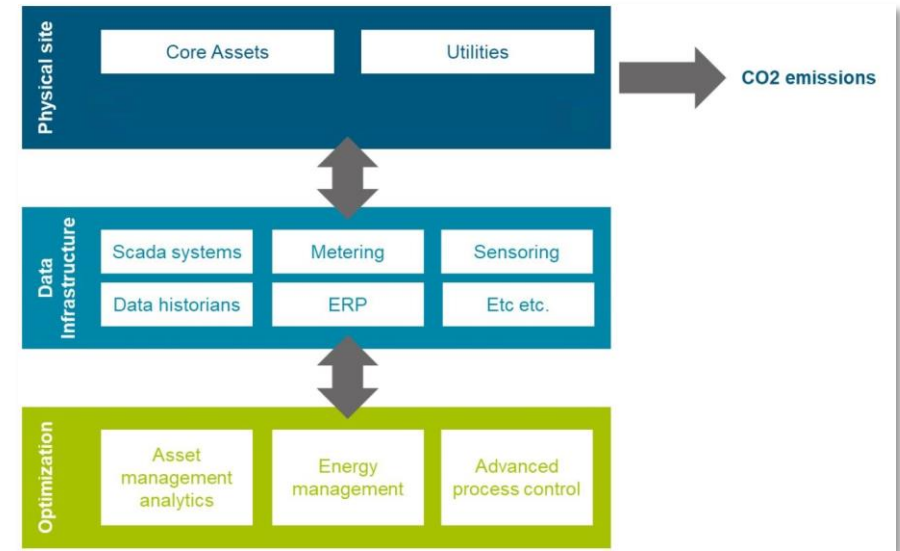 Physical site
Core Assets
Utilities
CO2 emissions
Data
Infrastructure
Scada systems
Metering
Sensoring
Data historians
ERP
Etc etc.
Optimization
Asset
management
analytics
Energy
management
Advanced
process control